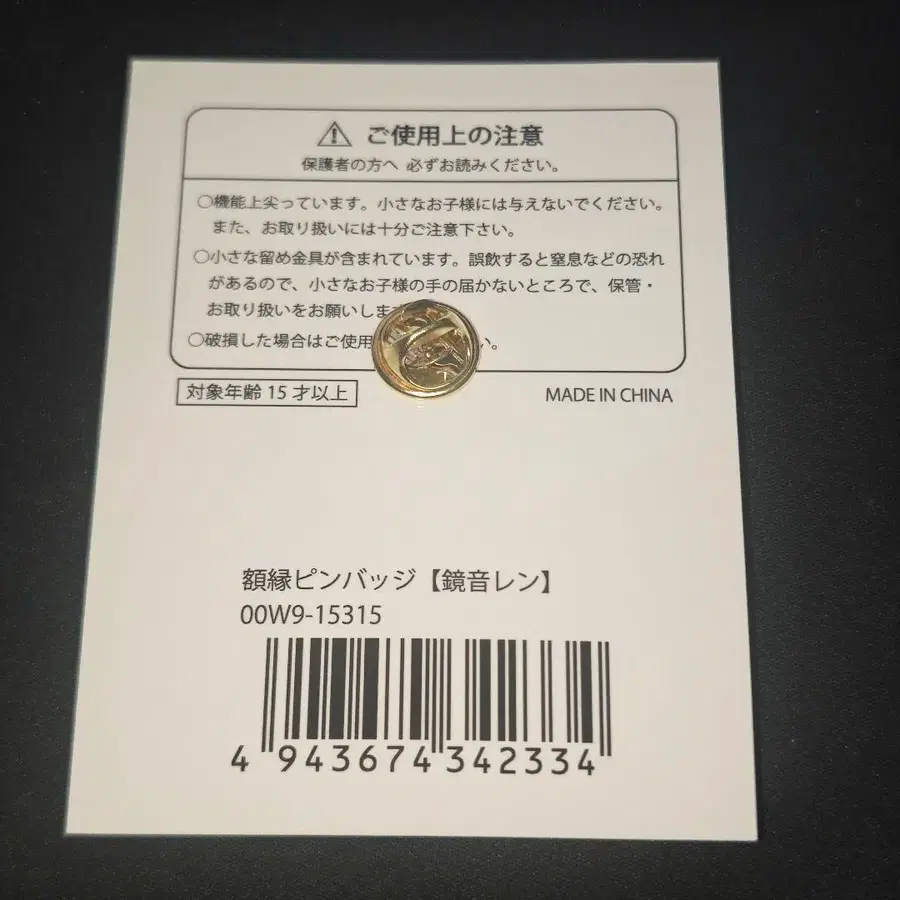 ご使用上の注意
保護者の方へ 必ずお読みください。
○機能上尖っています。小さなお子様には与えないでください。
また、お取り扱いには十分ご注意下さい。
○小さな留め金具が含まれています。誤飲すると窒息などの恐れ
があるので、小さなお子様の手の届かないところで、保管・
お取り扱いをお願いしま
○破損した場合はご使用 い。
対象年齢 15 才以上
MADE IN CHINA
額縁ピンバッジ【鏡音レン】
00W9-15315
4 943674 342334